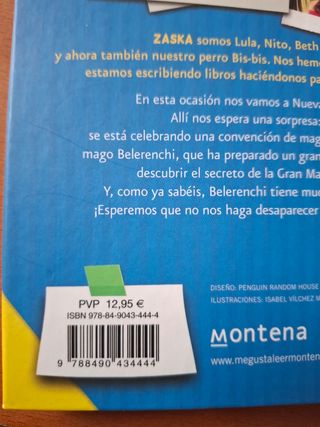 ZASKA somos Lula, Nito, Beth
y ahora también nuestro perro Bis-bis. Nos hemo
estamos escribiendo libros haciéndonos pa
En esta ocasión nos vamos a Nueva
Allí nos espera una sorpresa:
se está celebrando una convención de mag
mago Belerenchi, que ha preparado un gran
descubrir el secreto de la Gran Ma
Y, como ya sabéis, Belerenchi tiene muc
¡Esperemos que no nos haga desaparecer
PVP 12,95 €
ISBN 978-84-9043-444-4
9 788490 434444
DISEÑO: PENGUIN RANDOM HOUSE
ILUSTRACIONES: ISABEL VÍLCHEZ M
Montena
www.megustaleermonten